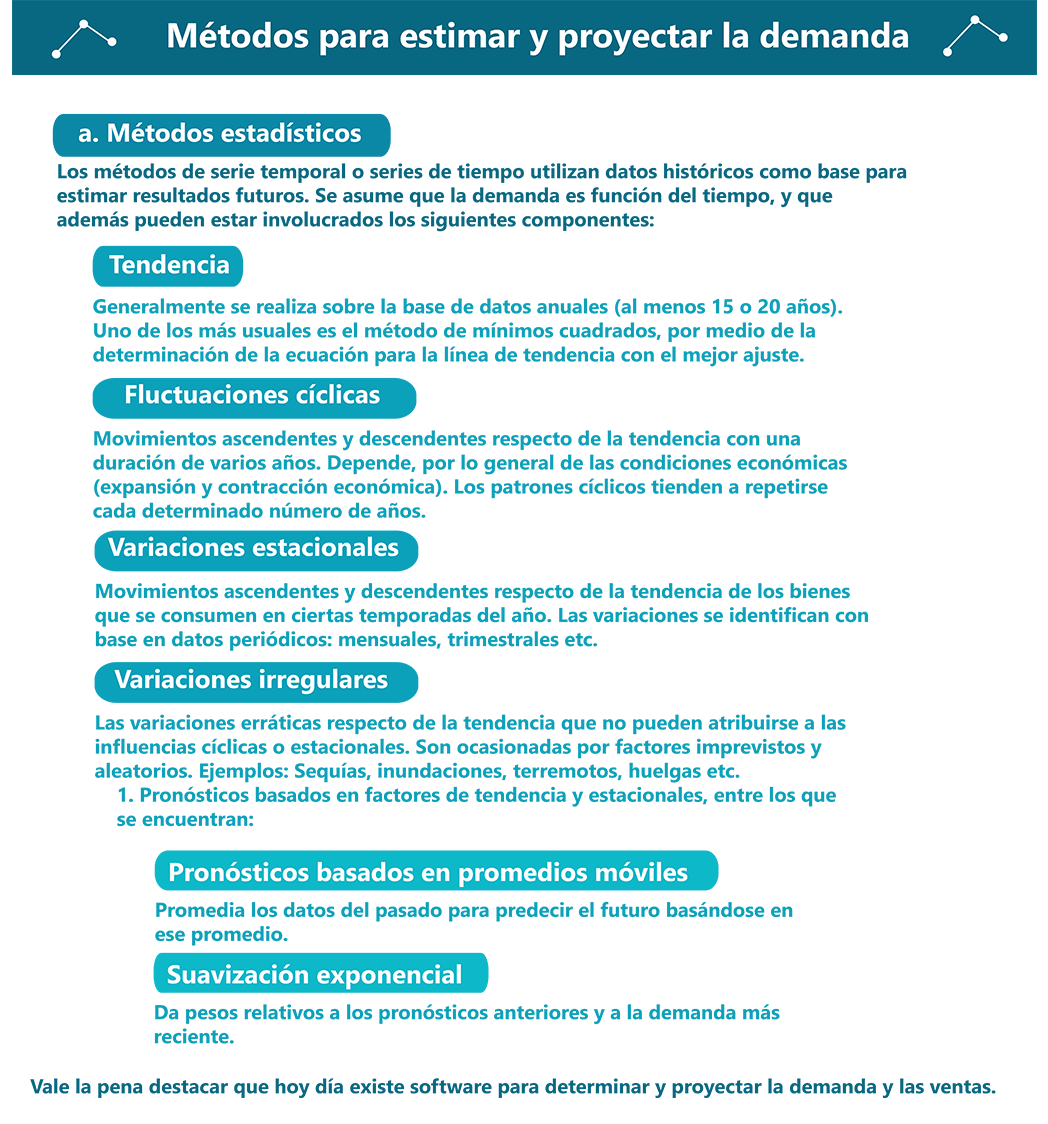 Métodos para estimar y proyectar la demanda
a. Métodos estadísticos
Los métodos de serie temporal o series de tiempo utilizan datos históricos como base para
estimar resultados futuros. Se asume que la demanda es función del tiempo, y que
además pueden estar involucrados los siguientes componentes:
Tendencia
Generalmente se realiza sobre la base de datos anuales (al menos 15 o 20 años).
Uno de los más usuales es el método de mínimos cuadrados, por medio de la
determinación de la ecuación para la línea de tendencia con el mejor ajuste.
Fluctuaciones cíclicas
Movimientos ascendentes y descendentes respecto de la tendencia con una
duración de varios años. Depende, por lo general de las condiciones económicas
(expansión y contracción económica). Los patrones cíclicos tienden a repetirse
cada determinado número de años.
Variaciones estacionales
Movimientos ascendentes y descendentes respecto de la tendencia de los bienes
que se consumen en ciertas temporadas del año. Las variaciones se identifican con
base en datos periódicos: mensuales, trimestrales etc.
Variaciones irregulares
Las variaciones erráticas respecto de la tendencia que no pueden atribuirse a las
influencias cíclicas o estacionales. Son ocasionadas por factores imprevistos y
aleatorios. Ejemplos: Sequías, inundaciones, terremotos, huelgas etc.
1. Pronósticos basados en factores de tendencia y estacionales, entre los que
se encuentran:
Pronósticos basados en promedios móviles
Promedia los datos del pasado para predecir el futuro basándose en
ese promedio.
Suavización exponencial
Da pesos relativos a los pronósticos anteriores y a la demanda más
reciente.
Vale la pena destacar que hoy día existe software para determinar y proyectar la demanda y las ventas.